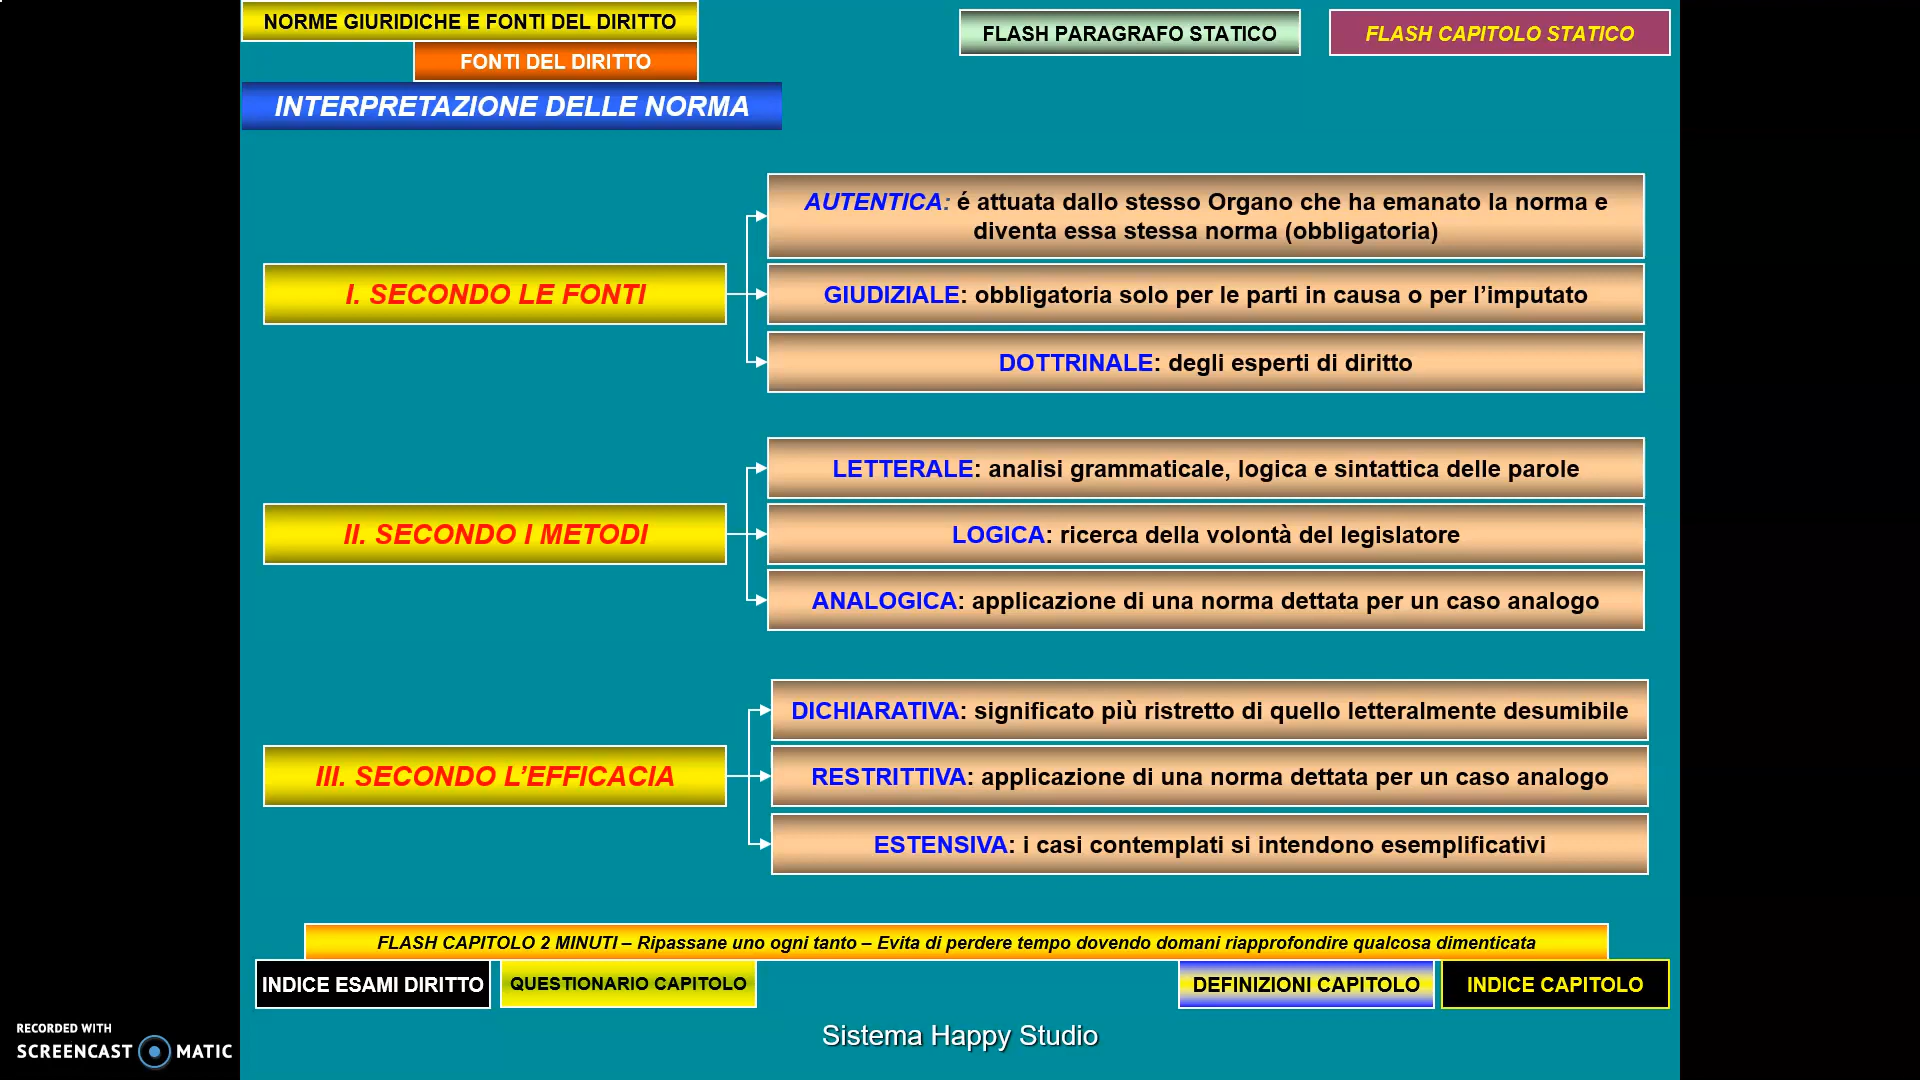 NORME GIURIDICHE E FONTI DEL DIRITTO
FONTI DEL DIRITTO
INTERPRETAZIONE DELLE NORMA
FLASH PARAGRAFO STATICO
FLASH CAPITOLO STATICO
I. SECONDO LE FONTI
AUTENTICA: é attuata dallo stesso Organo che ha emanato la norma e
diventa essa stessa norma (obbligatoria)
GIUDIZIALE: obbligatoria solo per le parti in causa o per l’imputato
DOTTRINALE: degli esperti di diritto
II. SECONDO I METODI
LETTERALE: analisi grammaticale, logica e sintattica delle parole
LOGICA: ricerca della volontà del legislatore
ANALOGICA: applicazione di una norma dettata per un caso analogo
III. SECONDO L’EFFICACIA
DICHIARATIVA: significato più ristretto di quello letteralmente desumibile
RESTRITTIVA: applicazione di una norma dettata per un caso analogo
ESTENSIVA: i casi contemplati si intendono esemplificativi
FLASH CAPITOLO 2 MINUTI – Ripassane uno ogni tanto – Evita di perdere tempo dovendo domani riapprofondire qualcosa dimenticata
INDICE ESAMI DIRITTO
QUESTIONARIO CAPITOLO
DEFINIZIONI CAPITOLO
INDICE CAPITOLO
Sistema Happy Studio
RECORDED WITH
SCREENCAST MATIC